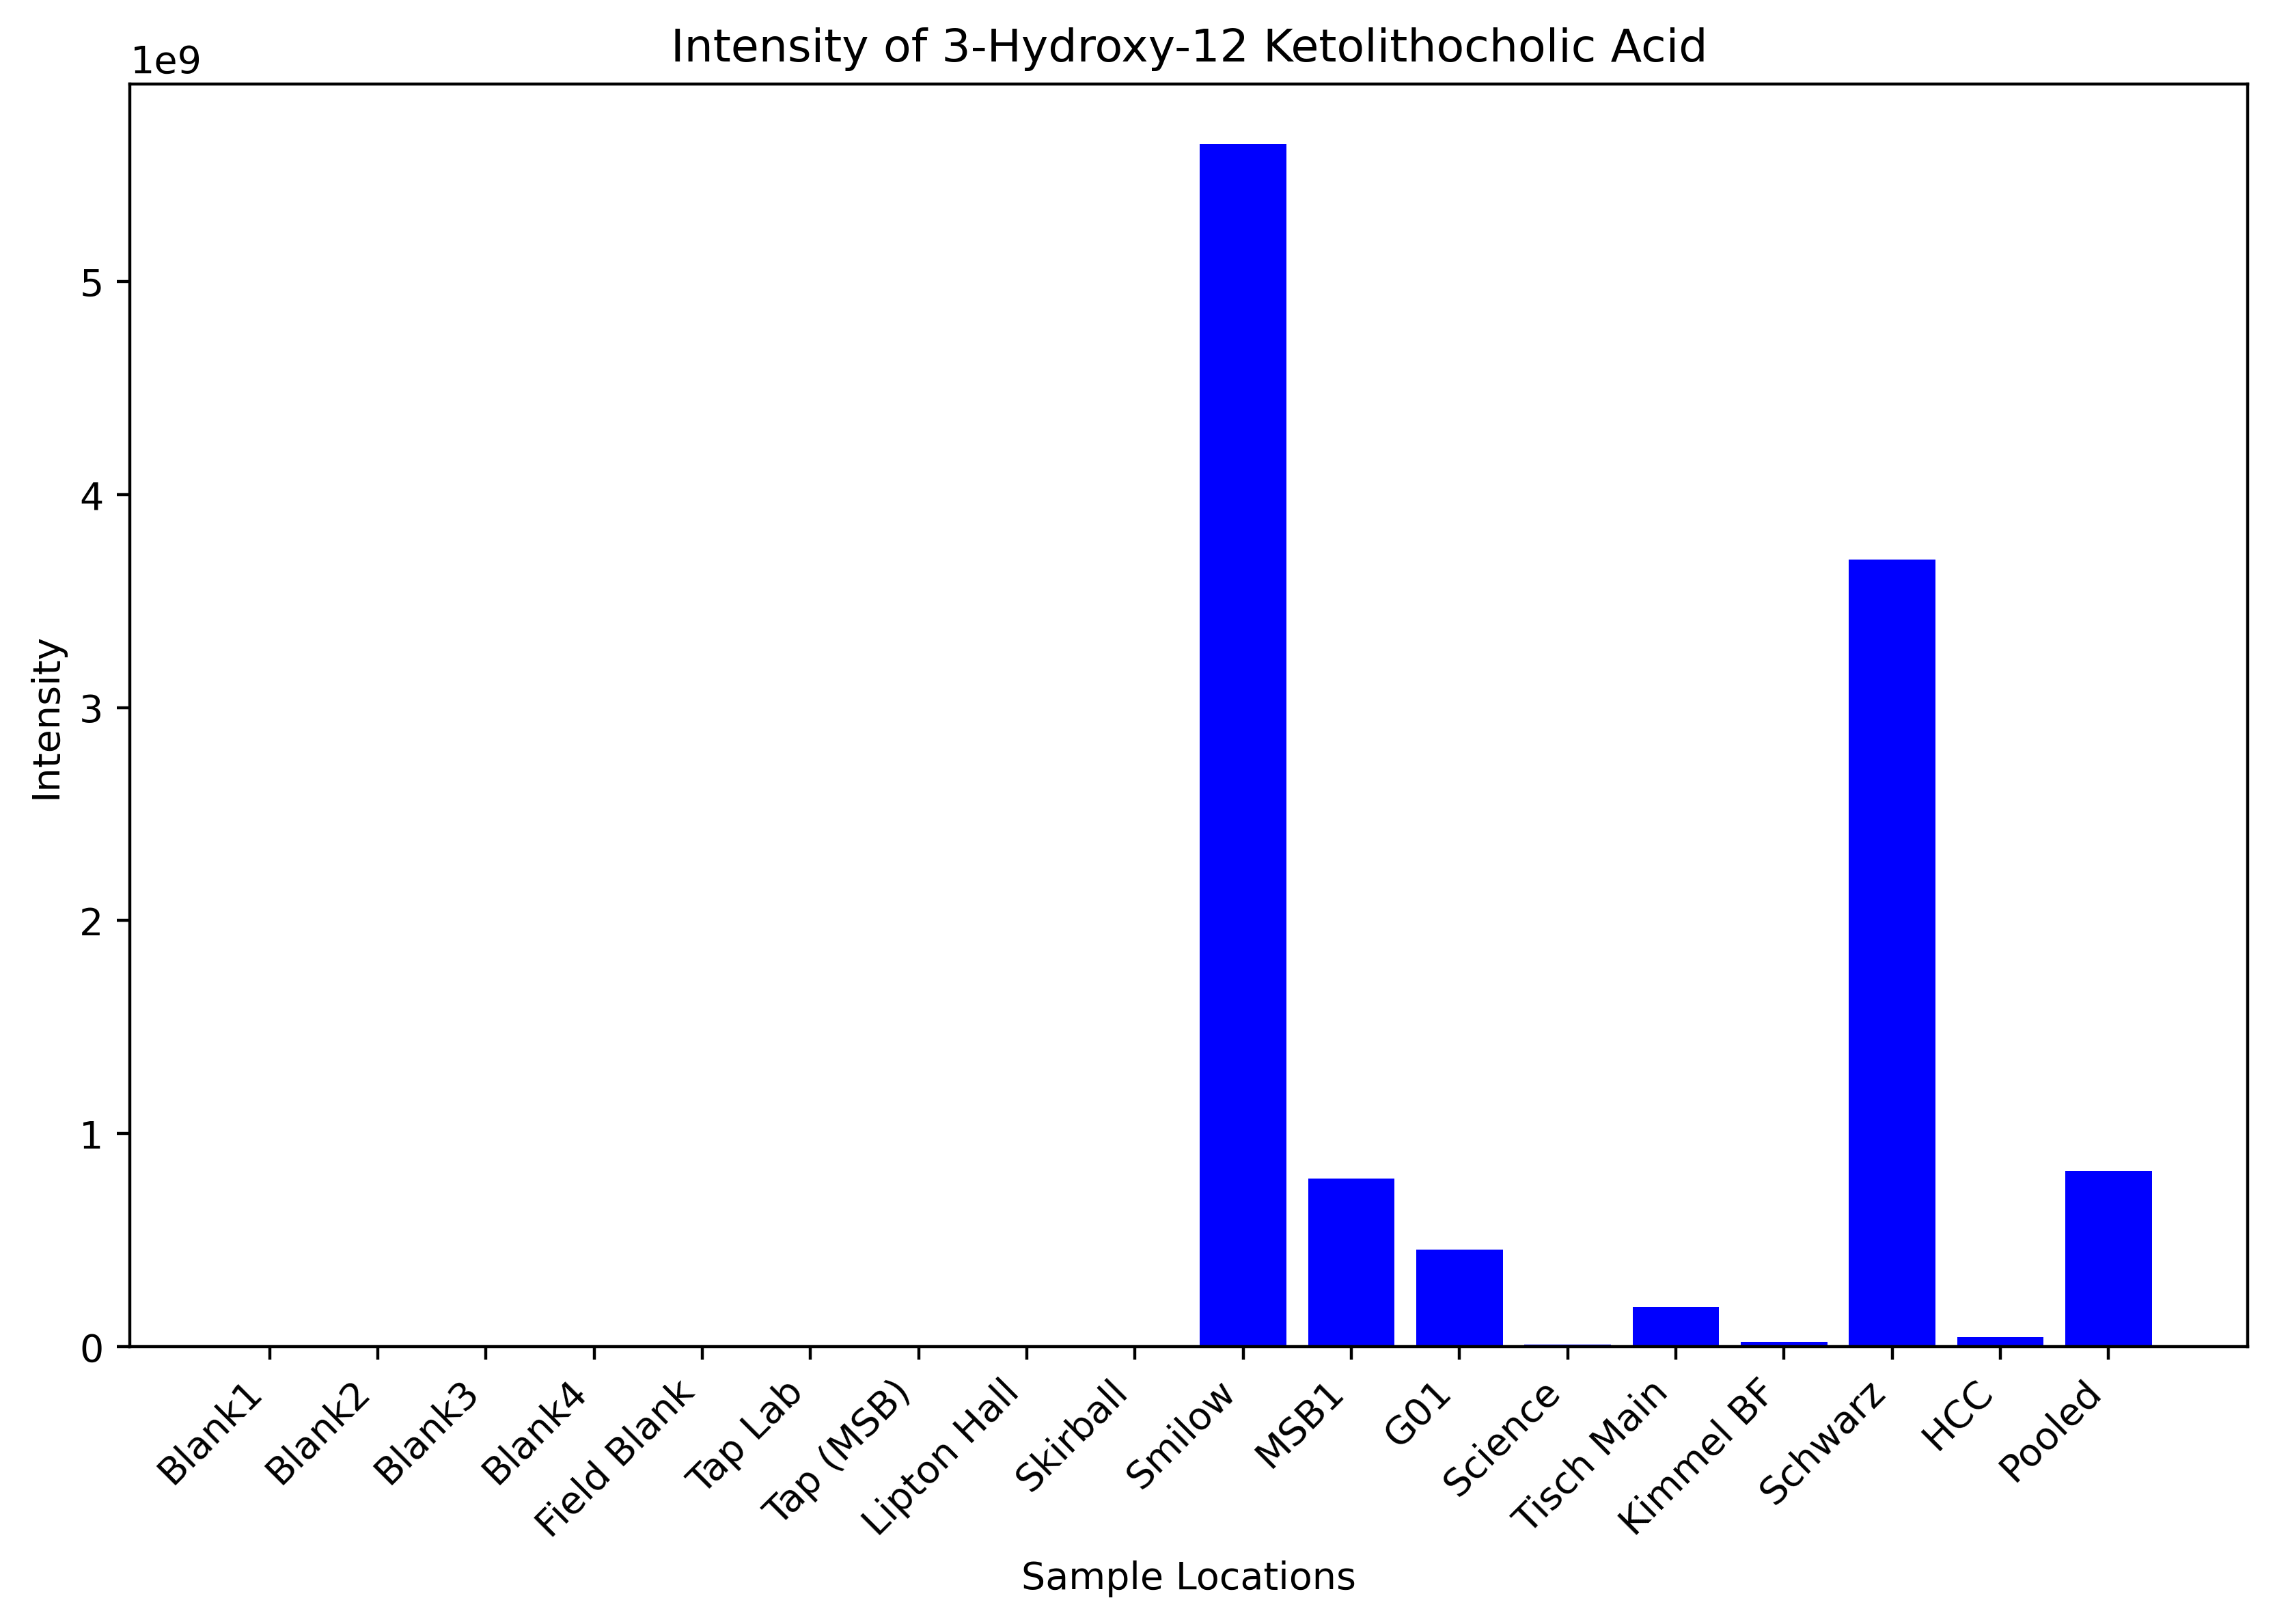 Intensity of 3-Hydroxy-12 Ketolithocholic Acid
1e9
5
4
3
2
1
0
Intensity
Blank1
Blank2
Blank3
Blank4
Field Blank
Tap Lab
Tap (MSB)
Lipton Hall
Skirball
Smilow
MSB1
G01
Science
Tisch Main
Kimmel BF
Schwarz
HCC
Pooled
Sample Locations